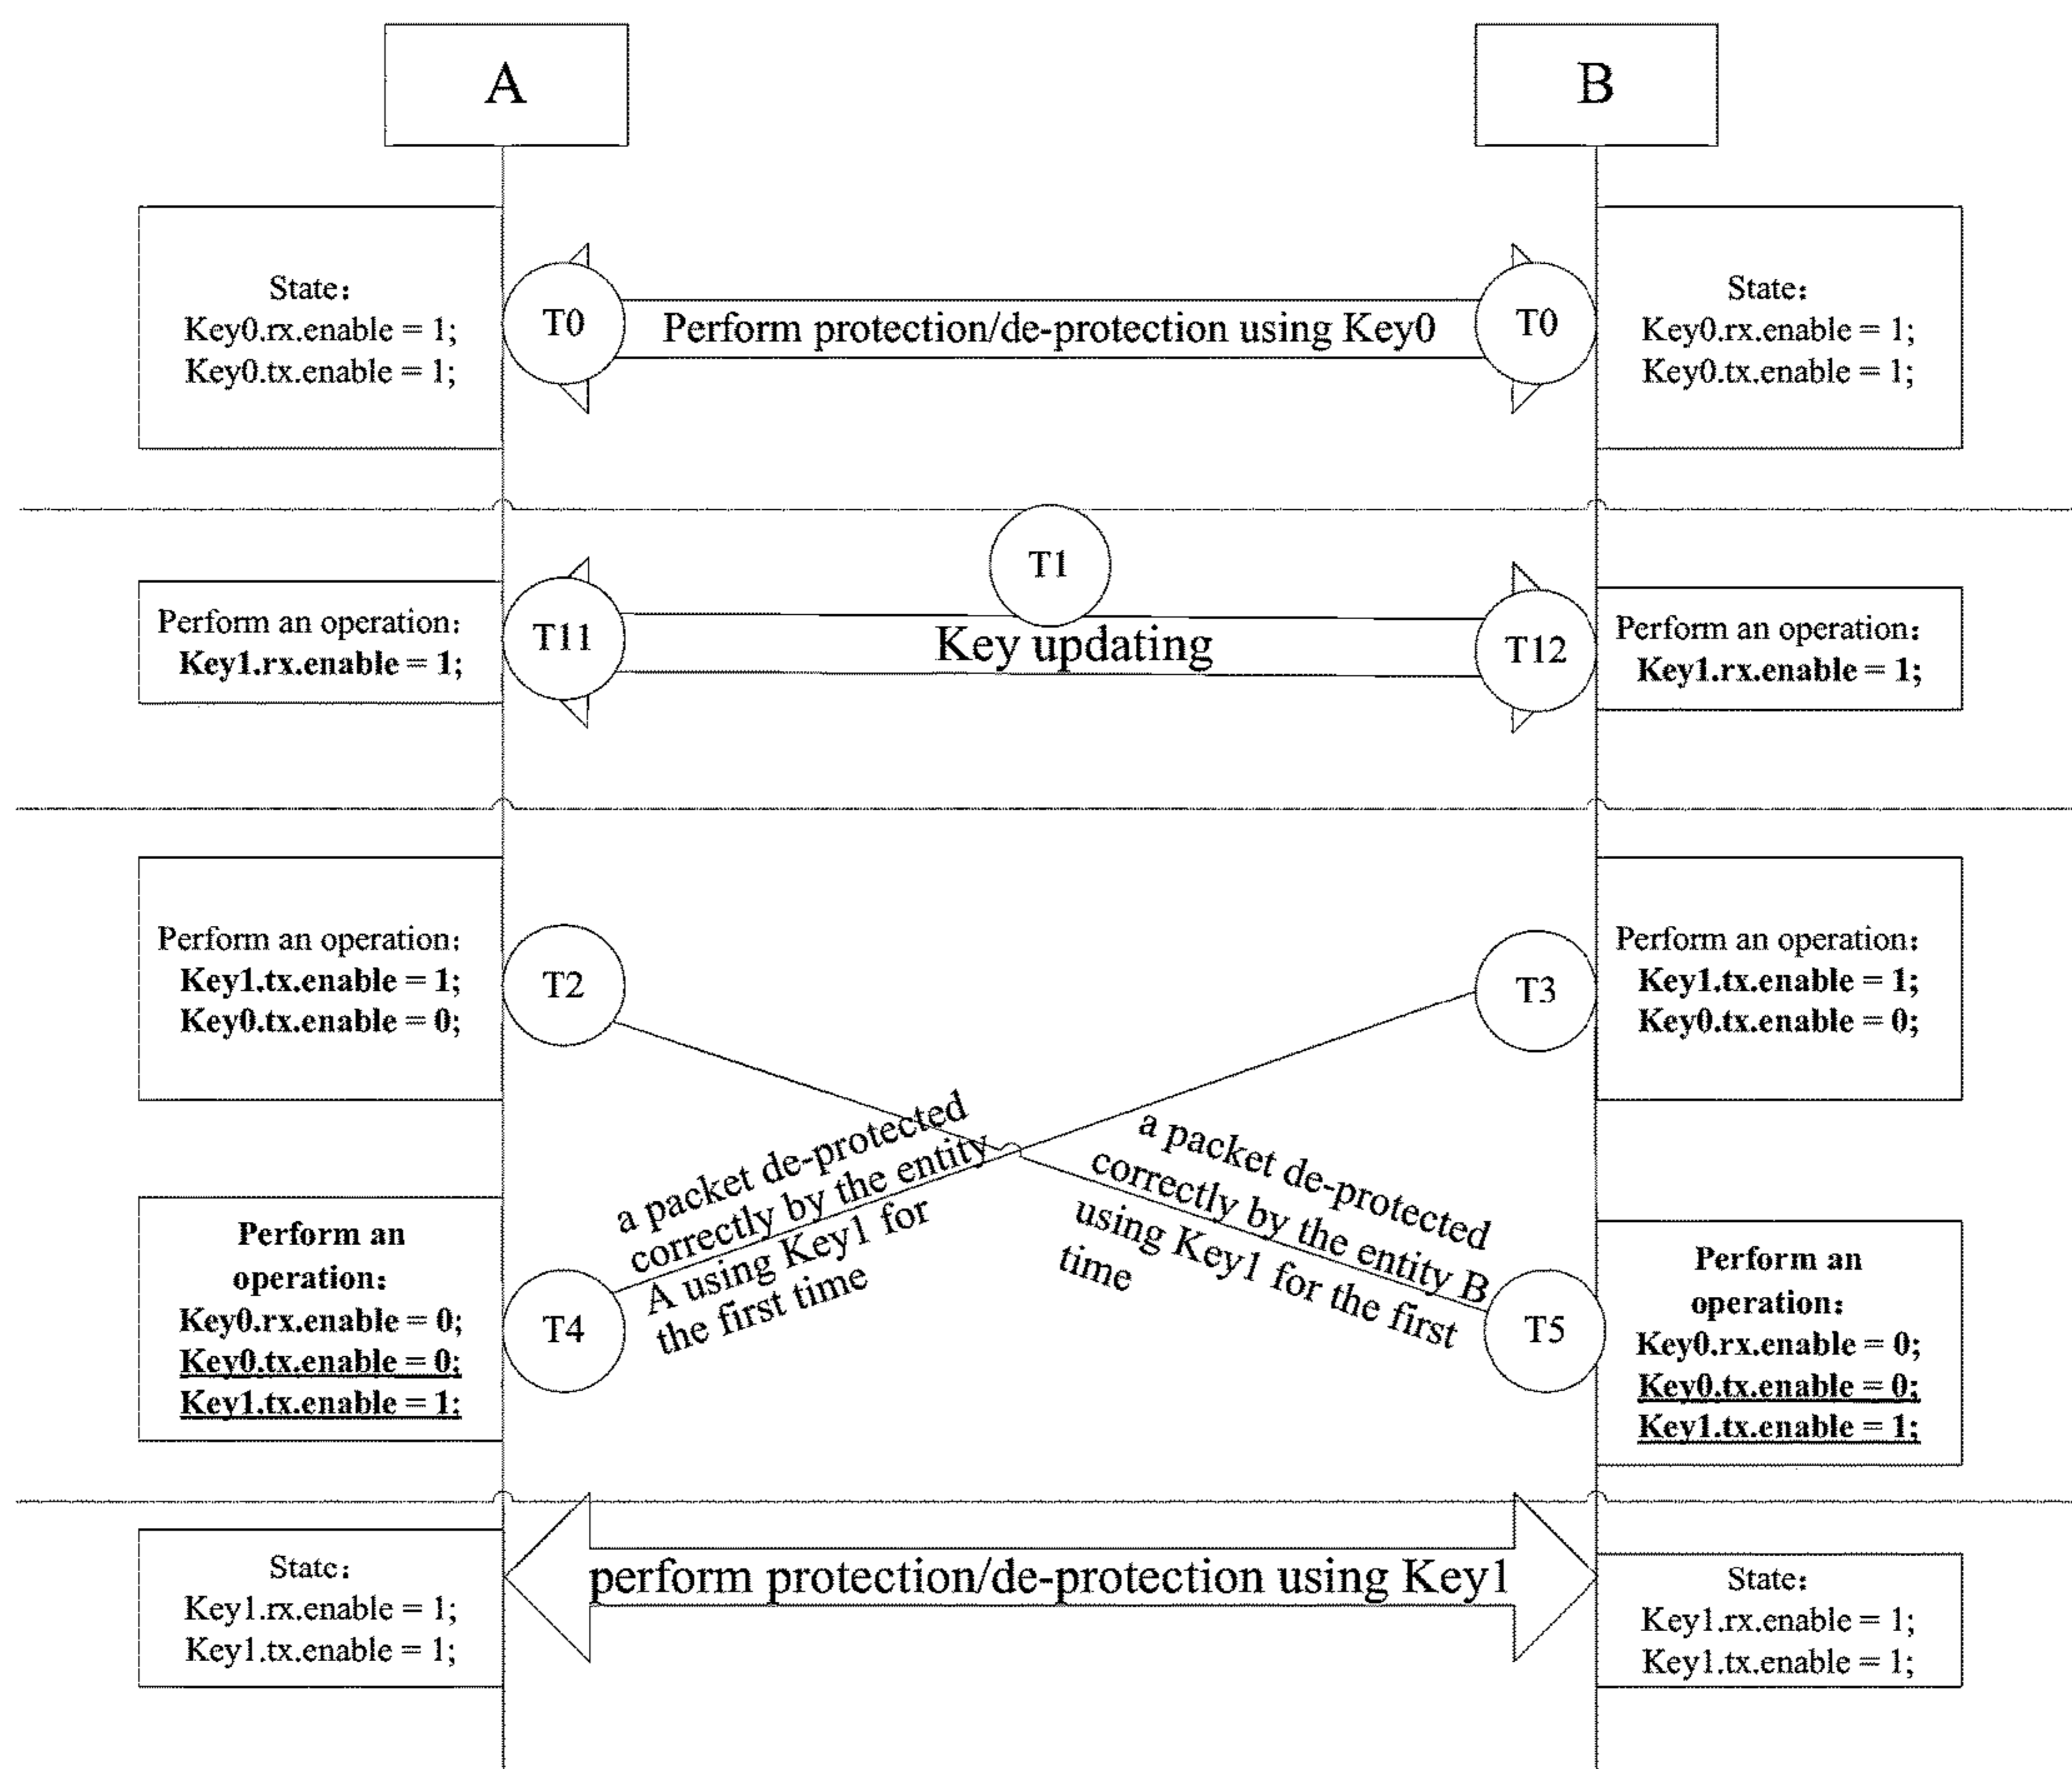 A
B
State:
Key0.rx.enable = 1;
Key0.tx.enable = 1;
T0
Perform protection/de-protection using Key0
T0
State:
Key0.rx.enable = 1;
Key0.tx.enable = 1;
T1
Perform an operation:
Key1.rx.enable = 1;
T11
Key updating
T12
Perform an operation:
Key1.rx.enable = 1;
Perform an operation:
Key1.tx.enable = 1;
Key0.tx.enable = 0;
T2
T3
Perform an operation:
Key1.tx.enable = 1;
Key0.tx.enable = 0;
a packet de-protected
correctly by the entity
A using Key1 for
the first time
a packet de-protected
correctly by the entity B
using Key1 for the first
time
Perform an
operation:
Key0.rx.enable = 0;
Key0.tx.enable = 0;
Key1.tx.enable = 1;
T4
T5
Perform an
operation:
Key0.rx.enable = 0;
Key0.tx.enable = 0;
Key1.tx.enable = 1;
State:
Key1.rx.enable = 1;
Key1.tx.enable = 1;
perform protection/de-protection using Key1
State:
Key1.rx.enable = 1;
Key1.tx.enable = 1;